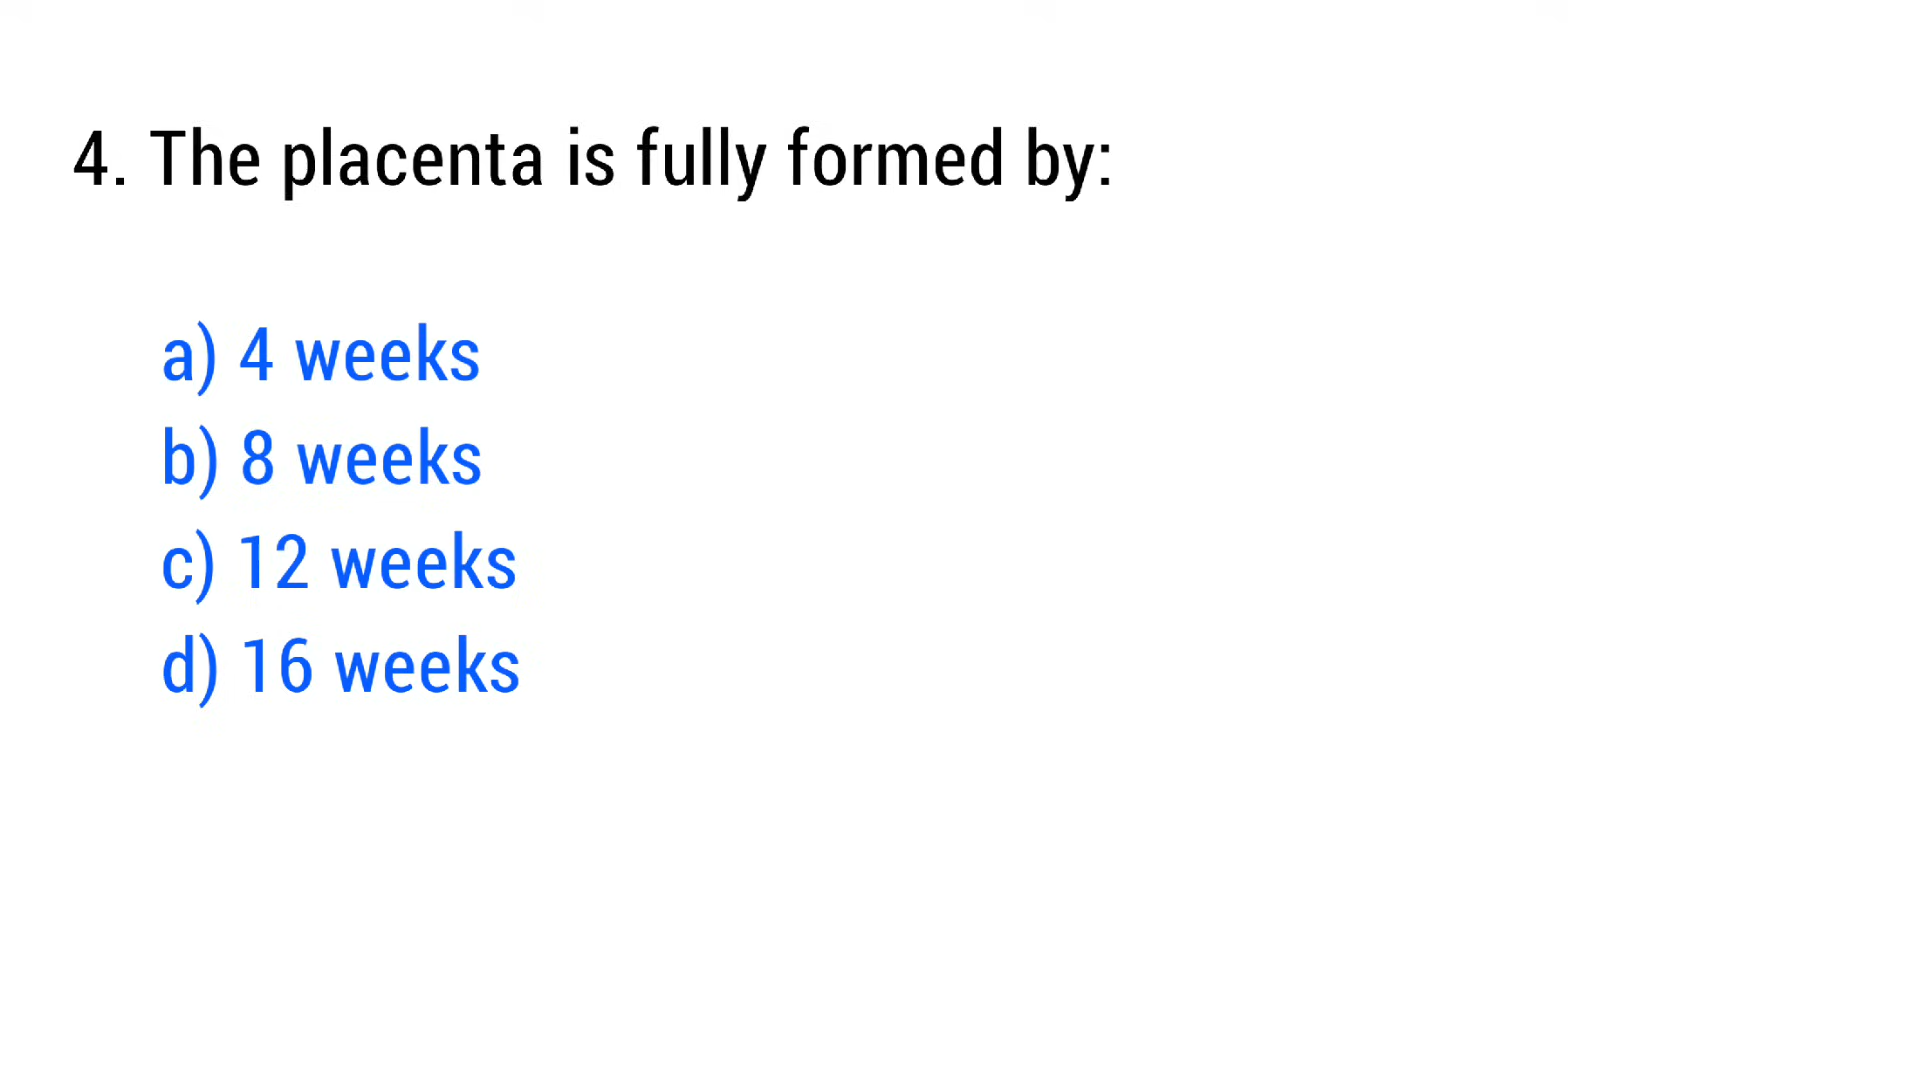 4. The placenta is fully formed by:
a) 4 weeks
b) 8 weeks
c) 12 weeks
d) 16 weeks